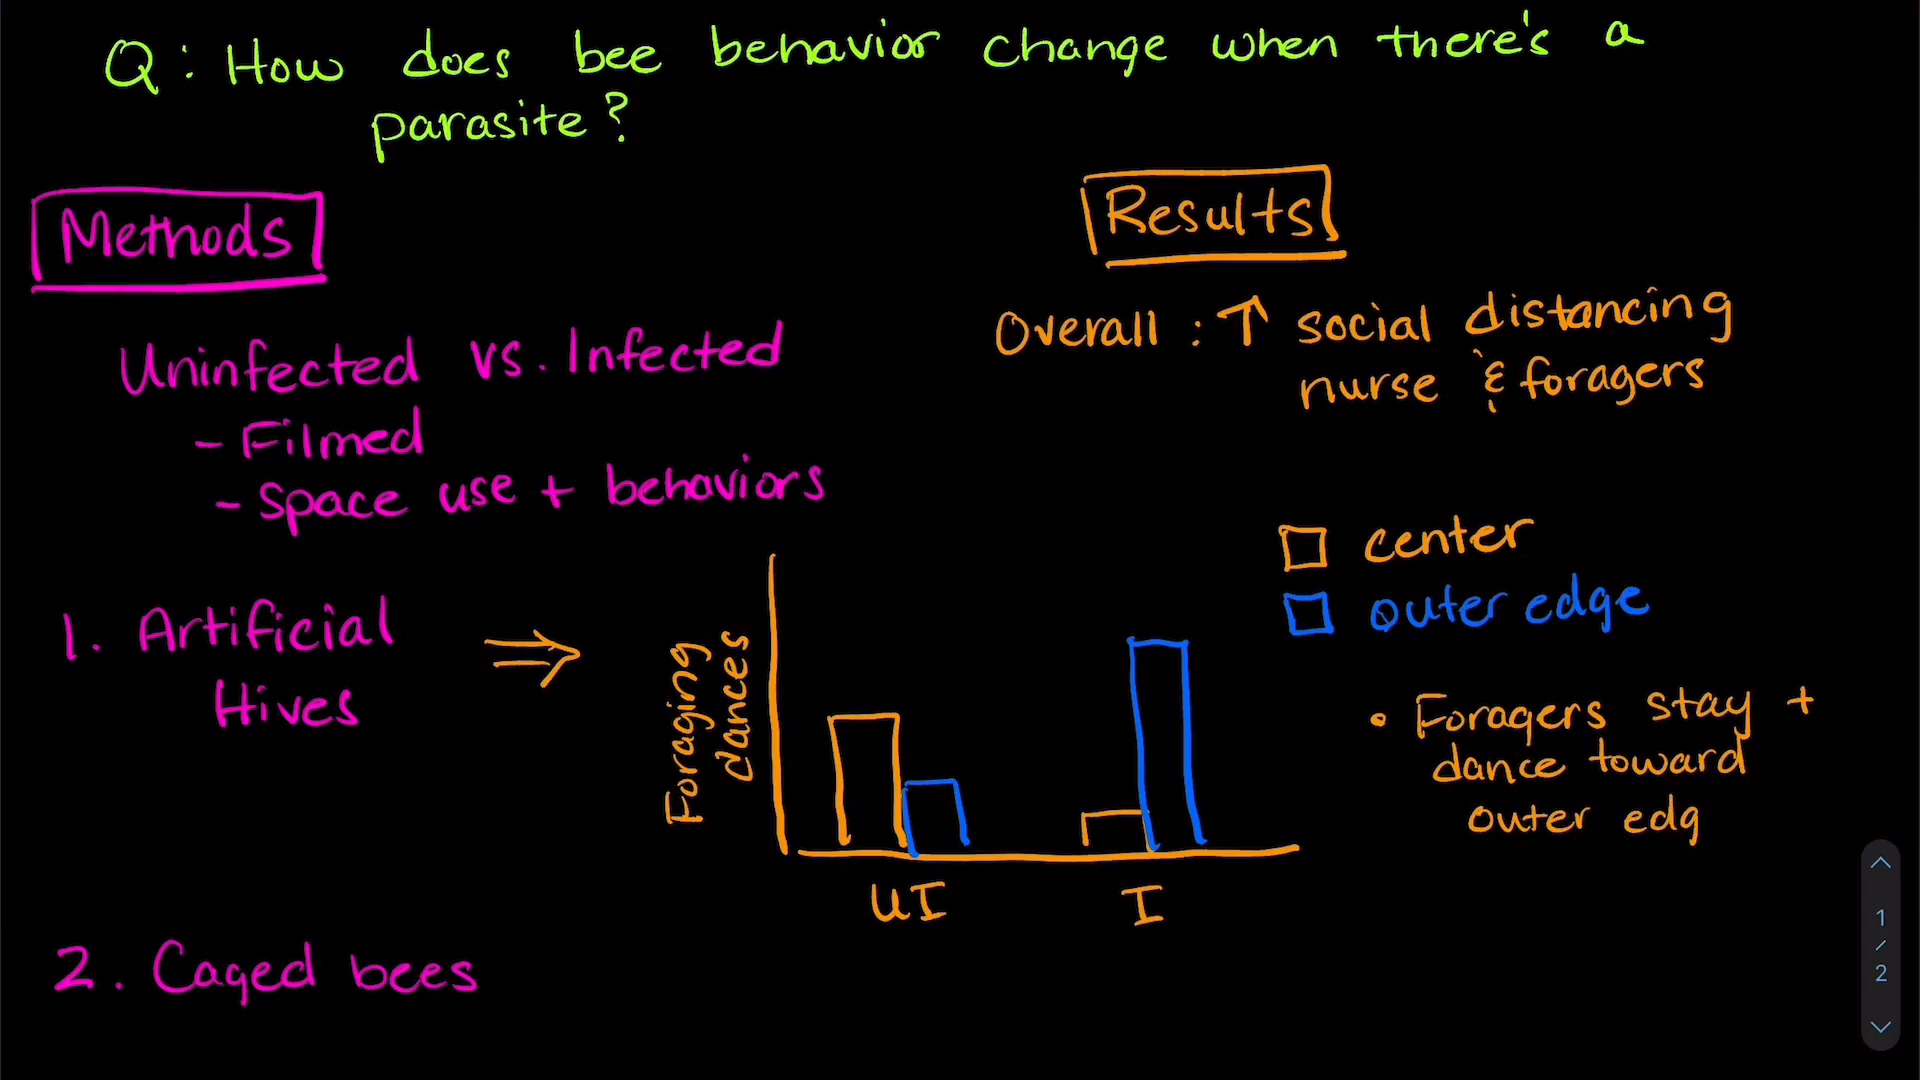 Q: How does bee behavior change when there's a
parasite?
Methods
Uninfected vs. Infected
- Filmed
- Space use + behaviors
1. Artificial
Hives
2. Caged bees
Results
Overall: ↑ social distancing
nurse & foragers
center
outer edge
Foraging
dances
UI
I
• Foragers stay +
dance toward
outer edg
1
/
2